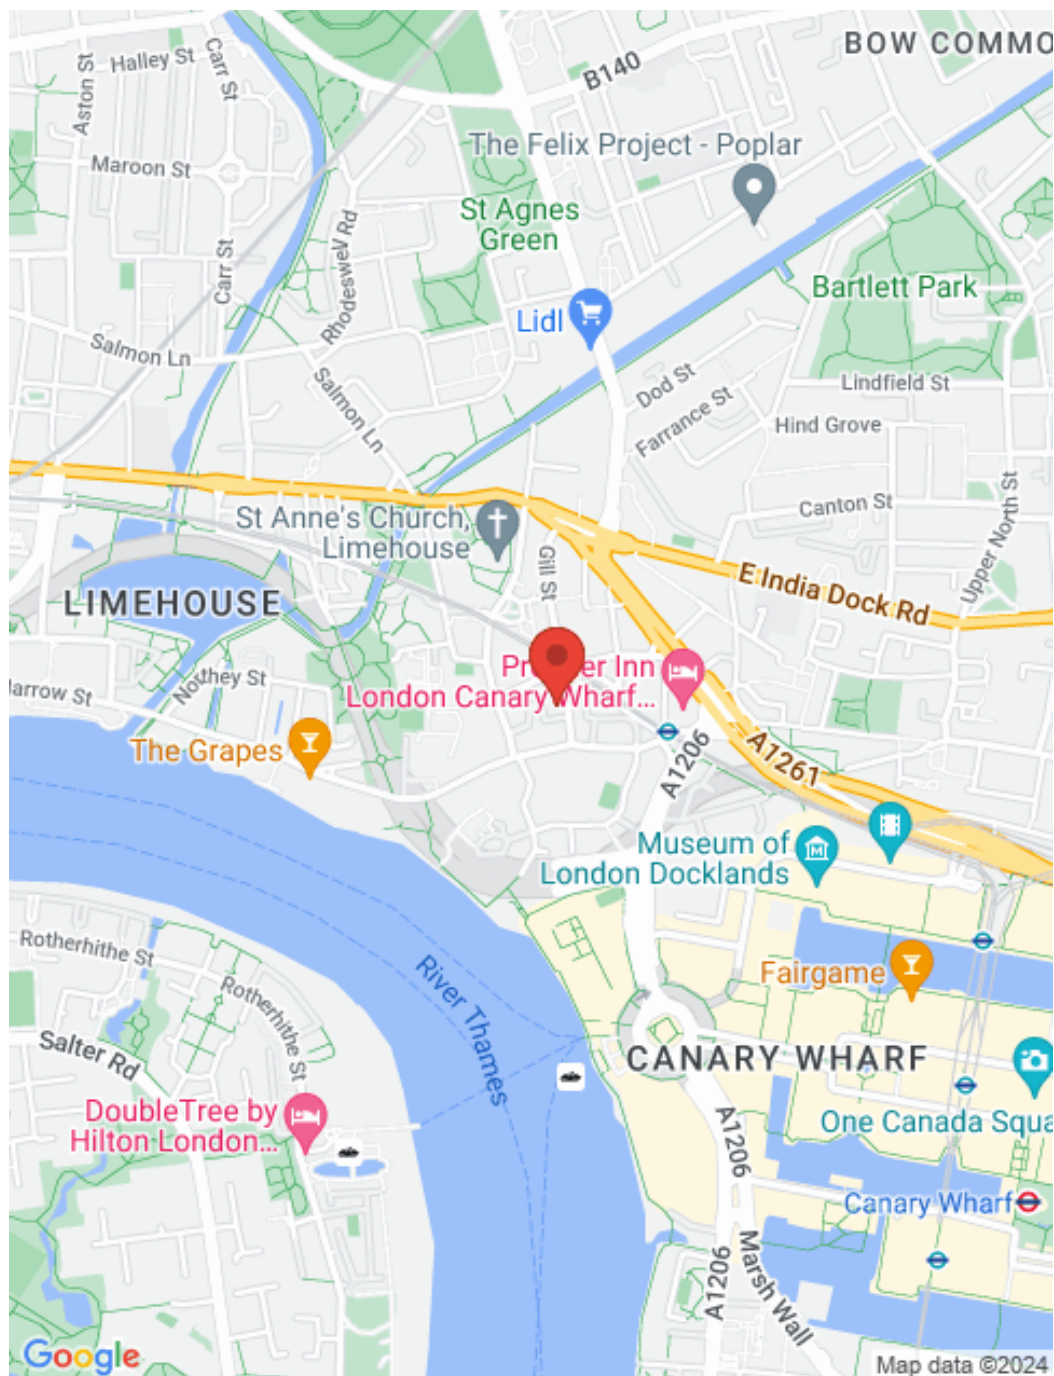 BOW COMMO
Halley St
Carr St
Aston St
B140
The Felix Project - Poplar
Maroon St
St Agnes
Green
Rhodeswell Rd
Carr St
Bartlett Park
Lidl
Salmon Ln
Salmon Ln
Dod St
Lindfield St
Farrance St
Hind Grove
Canton St
Upper North St
St Anne's Church,
Limehouse
Gill St
E India Dock Rd
LIMEHOUSE
Inn
London Canary Wharf...
Northey St
arrow St
The Grapes
A1206
A1261
Museum of
London Docklands
Rotherhithe St
Rotherhithe St
River Thames
Fairgame
Salter Rd
CANARY WHARF
DoubleTree by
Hilton London...
One Canada Squa
A1206
Canary Wharf
A1206
Marsh Wall
Google
Map data ©2024